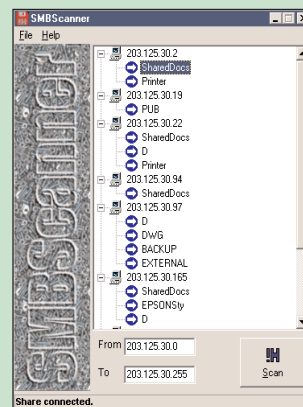 SMBScanner
File Help
203.125.30.2
SharedDocs
Printer
203.125.30.19
PUB
203.125.30.22
SharedDocs
D
Printer
203.125.30.94
SharedDocs
203.125.30.97
D
DWG
BACKUP
EXTERNAL
203.125.30.165
SharedDocs
EPSONSty
D
SMBScanner
From 203.125.30.0
To 203.125.30.255
Scan
Share connected.